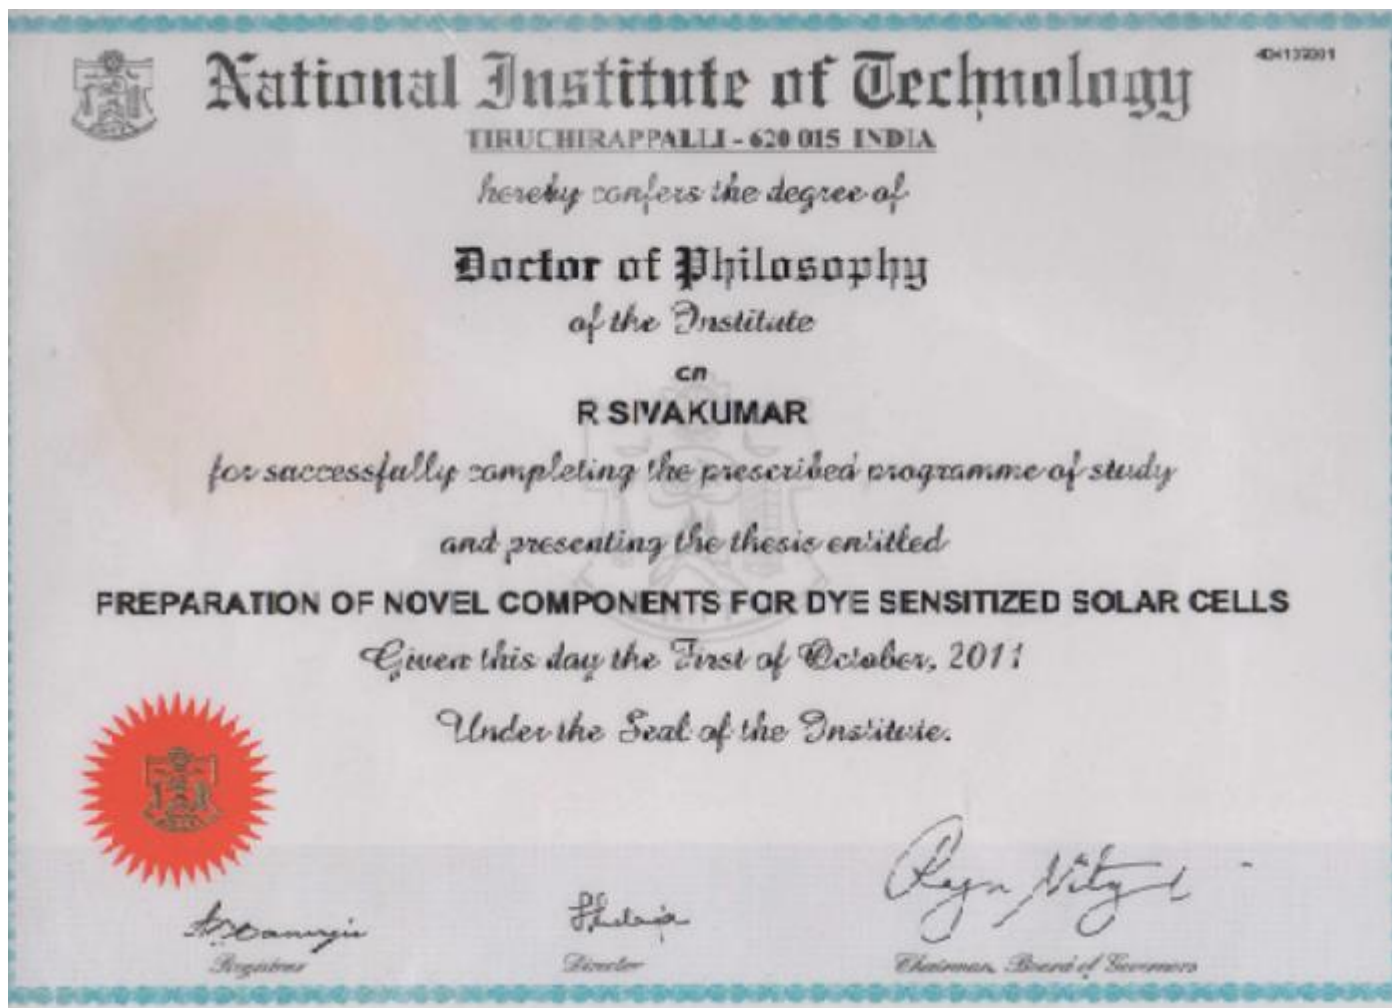 National Institute of Technology
TIRUCHIRAPPALLI - 620 015 INDIA
hereby confers the degree of
Doctor of Philosophy
of the Institute
on
R SIVAKUMAR
for successfully completing the prescribed programme of study
and presenting the thesis entitled
PREPARATION OF NOVEL COMPONENTS FOR DYE SENSITIZED SOLAR CELLS
Given this day the First of October, 2011
Under the Seal of the Institute.
Registrar
Director
Chairman, Board of Governors